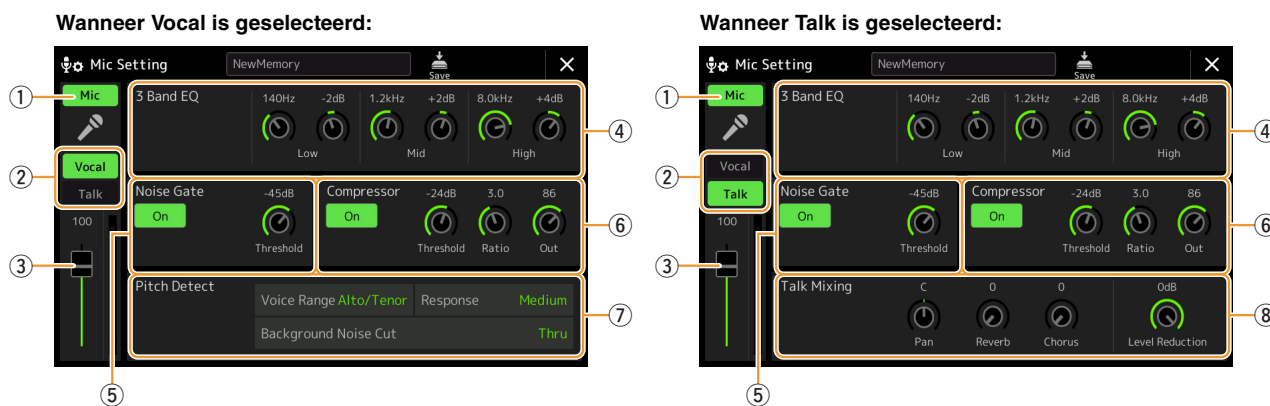 Wanneer Vocal is geselecteerd:
Mic Setting
NewMemory
Save
Mic
Vocal
Talk
100
3 Band EQ
140Hz -2dB 1.2kHz +2dB 8.0kHz +4dB
Low Mid High
Noise Gate
On
-45dB
Threshold
Compressor
On
-24dB 3.0 86
Threshold Ratio Out
Pitch Detect
Voice Range Alto/Tenor Response Medium
Background Noise Cut Thru
1
2
3
4
5
6
7
Wanneer Talk is geselecteerd:
Mic Setting
NewMemory
Save
Mic
Vocal
Talk
100
3 Band EQ
140Hz -2dB 1.2kHz +2dB 8.0kHz +4dB
Low Mid High
Noise Gate
On
-45dB
Threshold
Compressor
On
-24dB 3.0 86
Threshold Ratio Out
Talk Mixing
C 0 0 0dB
Pan Reverb Chorus Level Reduction
1
2
3
4
5
6
8